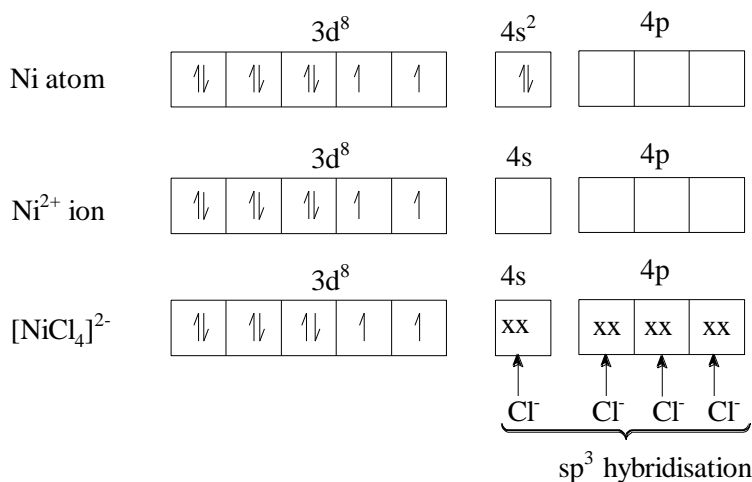 3d⁸ 4s² 4p
Ni atom ⥮ ⥮ ⥮ ↿ ↿ ⥮
3d⁸ 4s 4p
Ni²⁺ ion ⥮ ⥮ ⥮ ↿ ↿
3d⁸ 4s 4p
[NiCl₄]²⁻ ⥮ ⥮ ⥮ ↿ ↿ xx xx xx xx
Cl⁻ Cl⁻ Cl⁻ Cl⁻
sp³ hybridisation